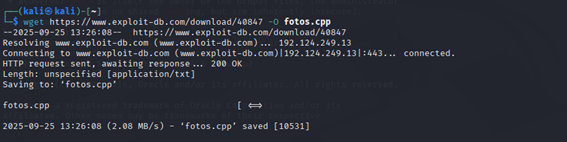 (kali㉿kali)-[~]
$ wget https://www.exploit-db.com/download/40847 -O fotos.cpp
--2025-09-25 13:26:08-- https://www.exploit-db.com/download/40847
Resolving www.exploit-db.com (www.exploit-db.com)... 192.124.249.13
Connecting to www.exploit-db.com (www.exploit-db.com)|192.124.249.13|:443... connected.
HTTP request sent, awaiting response... 200 OK
Length: unspecified [application/txt]
Saving to: ‘fotos.cpp’
fotos.cpp [ <=>
2025-09-25 13:26:08 (2.08 MB/s) - ‘fotos.cpp’ saved [10531]